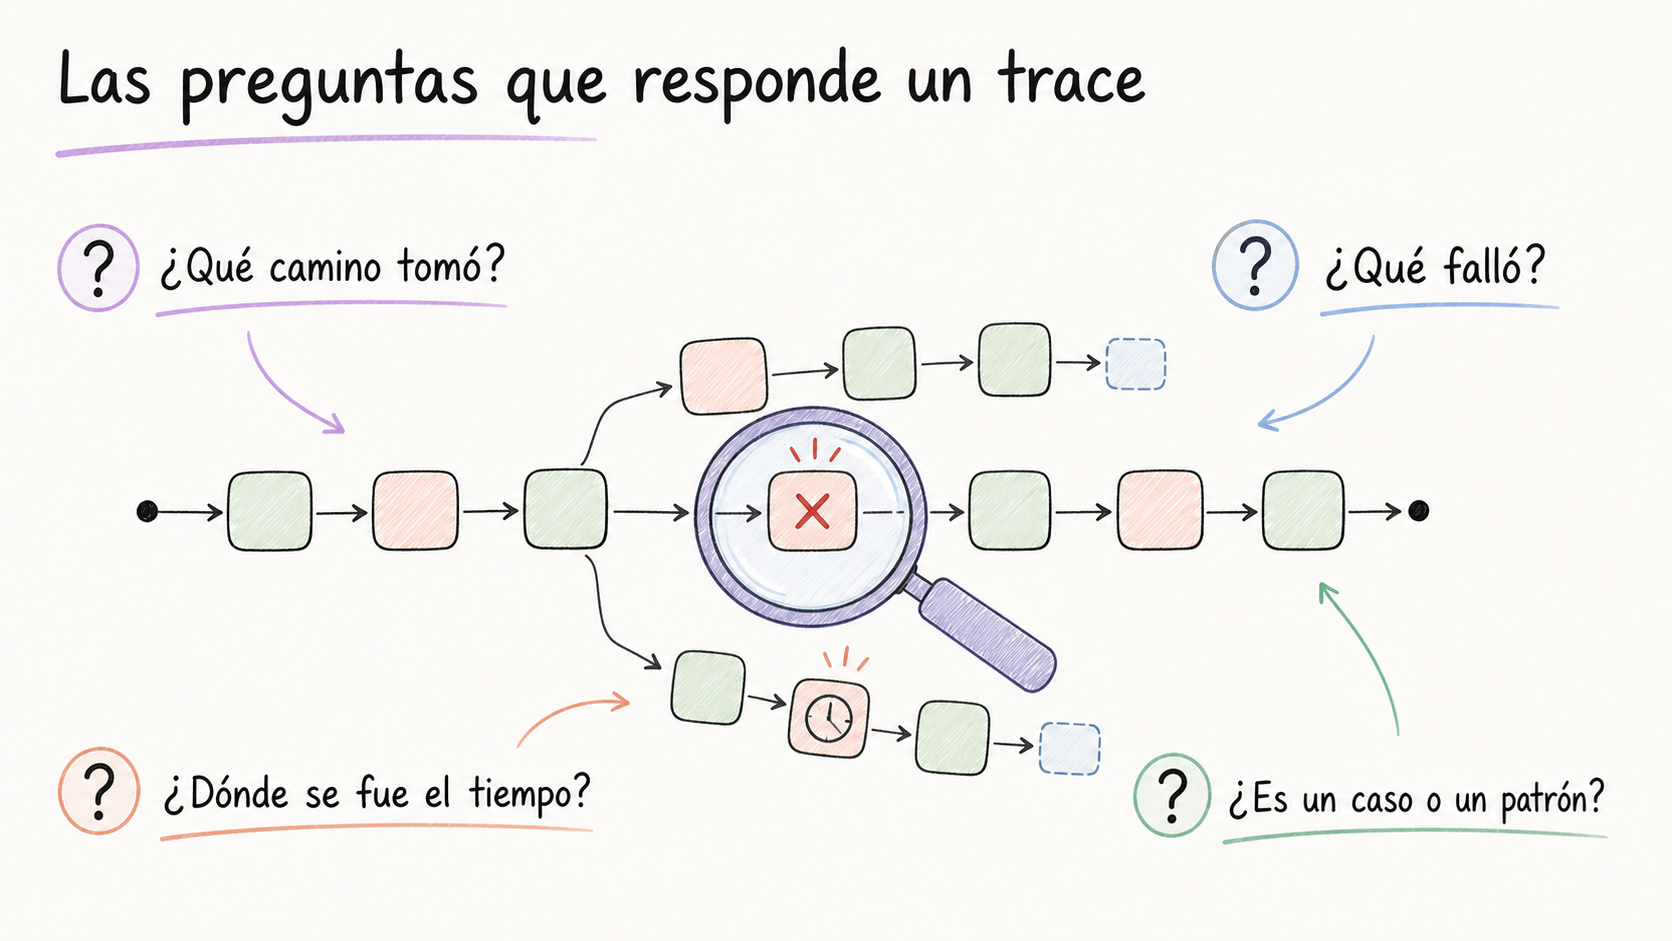 Las preguntas que responde un trace
? ¿Qué camino tomó?
? ¿Qué falló?
? ¿Dónde se fue el tiempo?
? ¿Es un caso o un patrón?